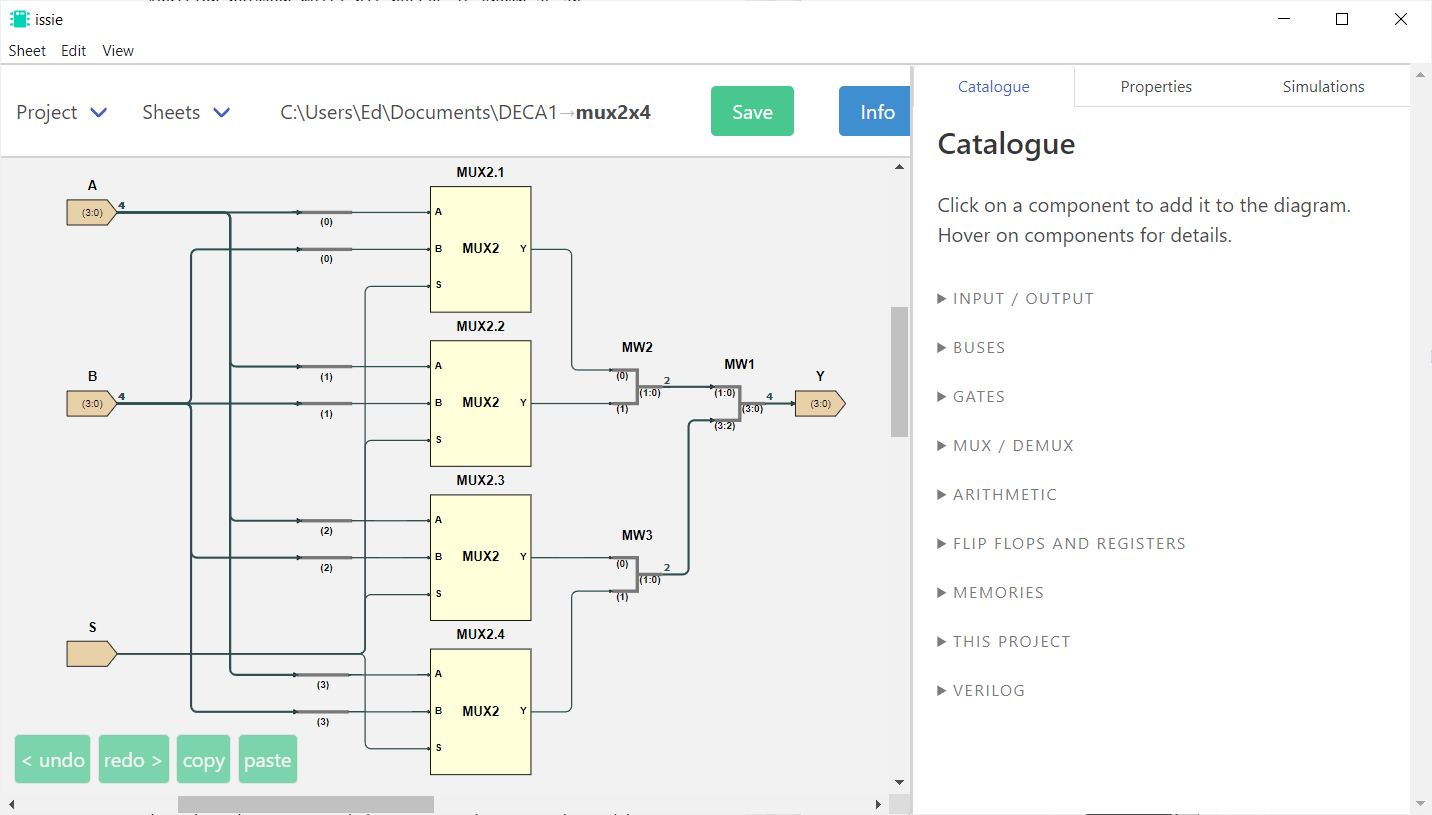 issie
Sheet Edit View
Project Sheets C:\Users\Ed\Documents\DECA1→mux2x4 Save Info
Catalogue Properties Simulations
Catalogue
Click on a component to add it to the diagram.
Hover on components for details.
INPUT / OUTPUT
BUSES
GATES
MUX / DEMUX
ARITHMETIC
FLIP FLOPS AND REGISTERS
MEMORIES
THIS PROJECT
VERILOG
MUX2.1
A
(3:0)
4
(0)
(0)
A
B MUX2 Y
S
MUX2.2
B
(3:0)
4
(1)
(1)
A
B MUX2 Y
S
MW2
(0)
(1)
(1:0)
2
MW1
(1:0)
(3:2)
(3:0)
4
Y
(3:0)
MUX2.3
(2)
(2)
A
B MUX2 Y
S
MW3
(0)
(1)
(1:0)
2
S
MUX2.4
(3)
(3)
A
B MUX2 Y
S
< undo redo > copy paste